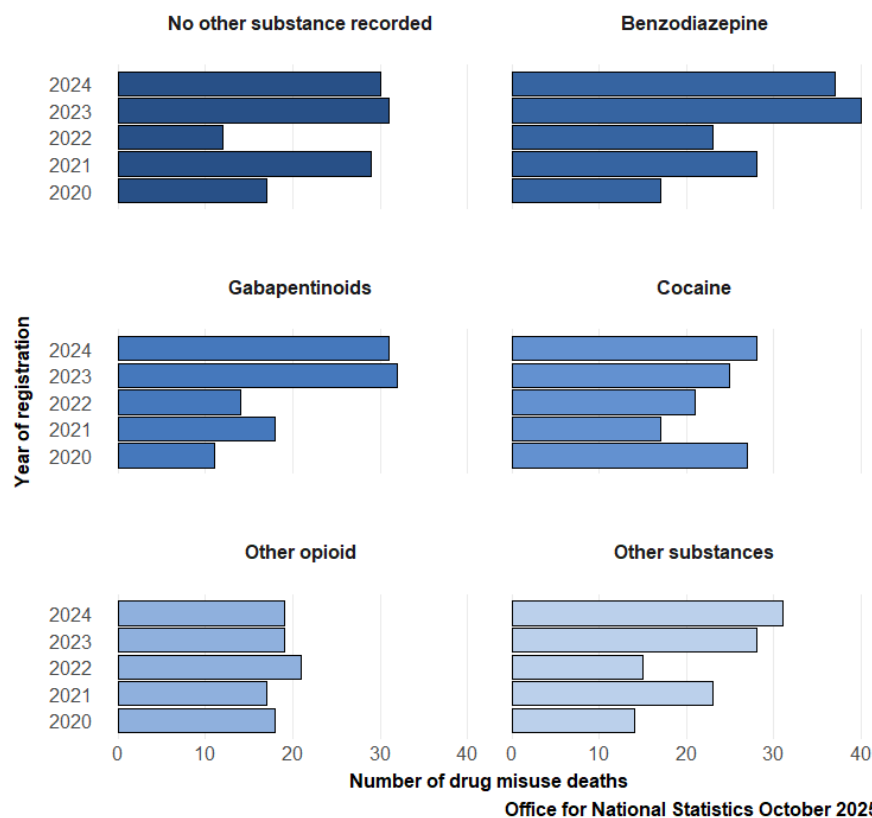 No other substance recorded
Benzodiazepine
2024
2023
2022
2021
2020
Gabapentinoids
Cocaine
2024
2023
2022
2021
2020
Year of registration
Other opioid
Other substances
2024
2023
2022
2021
2020
0 10 20 30 40 0 10 20 30 40
Number of drug misuse deaths
Office for National Statistics October 2025